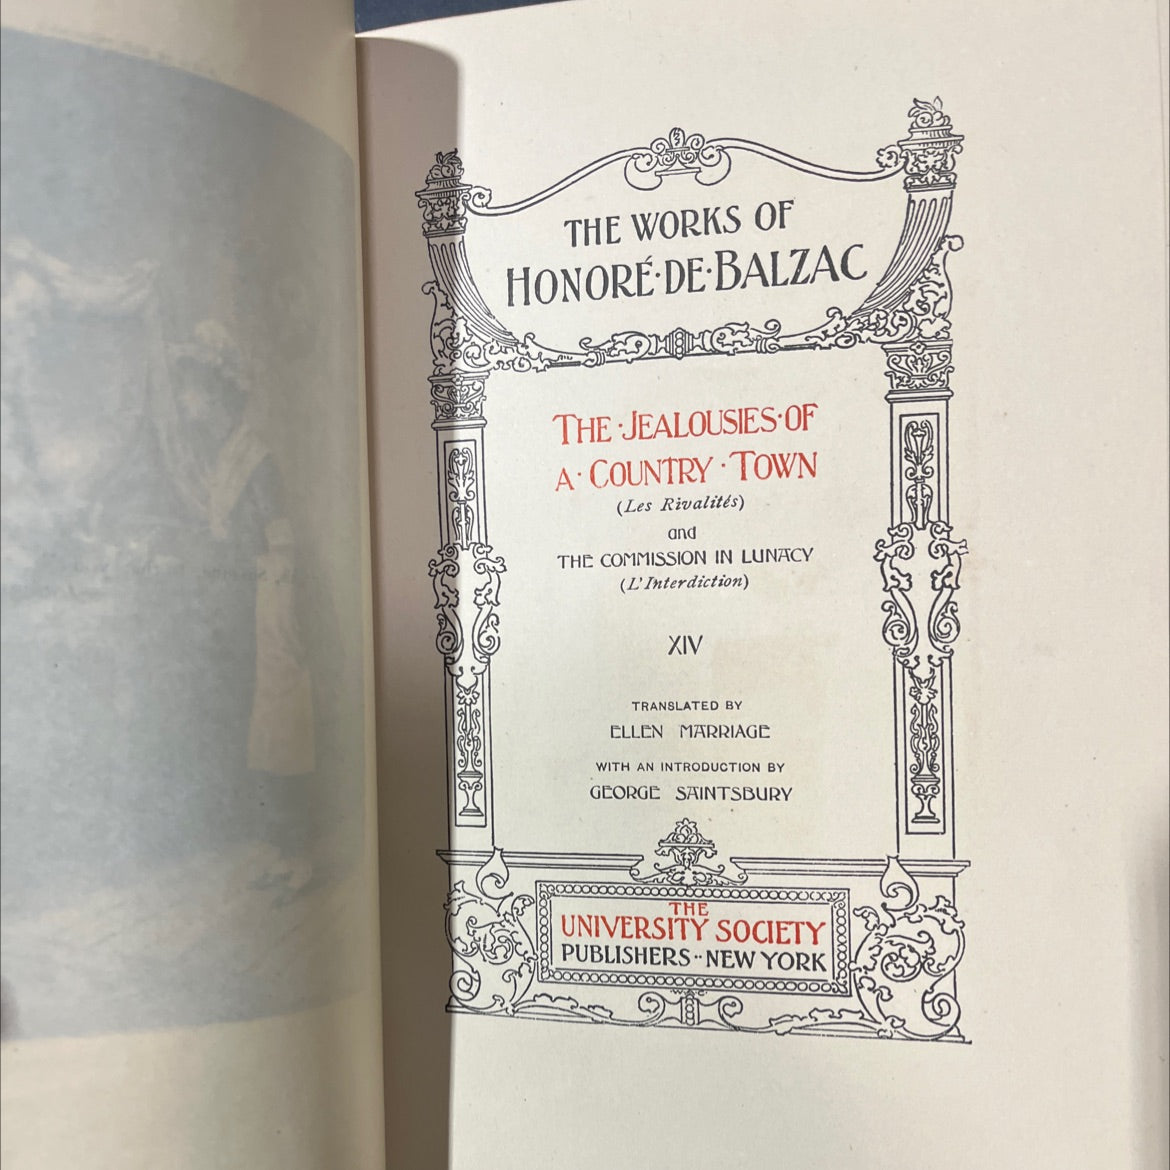 THE WORKS OF
HONORÉ·DE·BALZAC
THE·JEALOUSIES·OF
A·COUNTRY·TOWN
(Les Rivalités)
and
THE COMMISSION IN LUNACY
(L'Interdiction)
XIV
TRANSLATED BY
ELLEN MARRIAGE
WITH AN INTRODUCTION BY
GEORGE SAINTSBURY
THE
UNIVERSITY SOCIETY
PUBLISHERS··NEW YORK